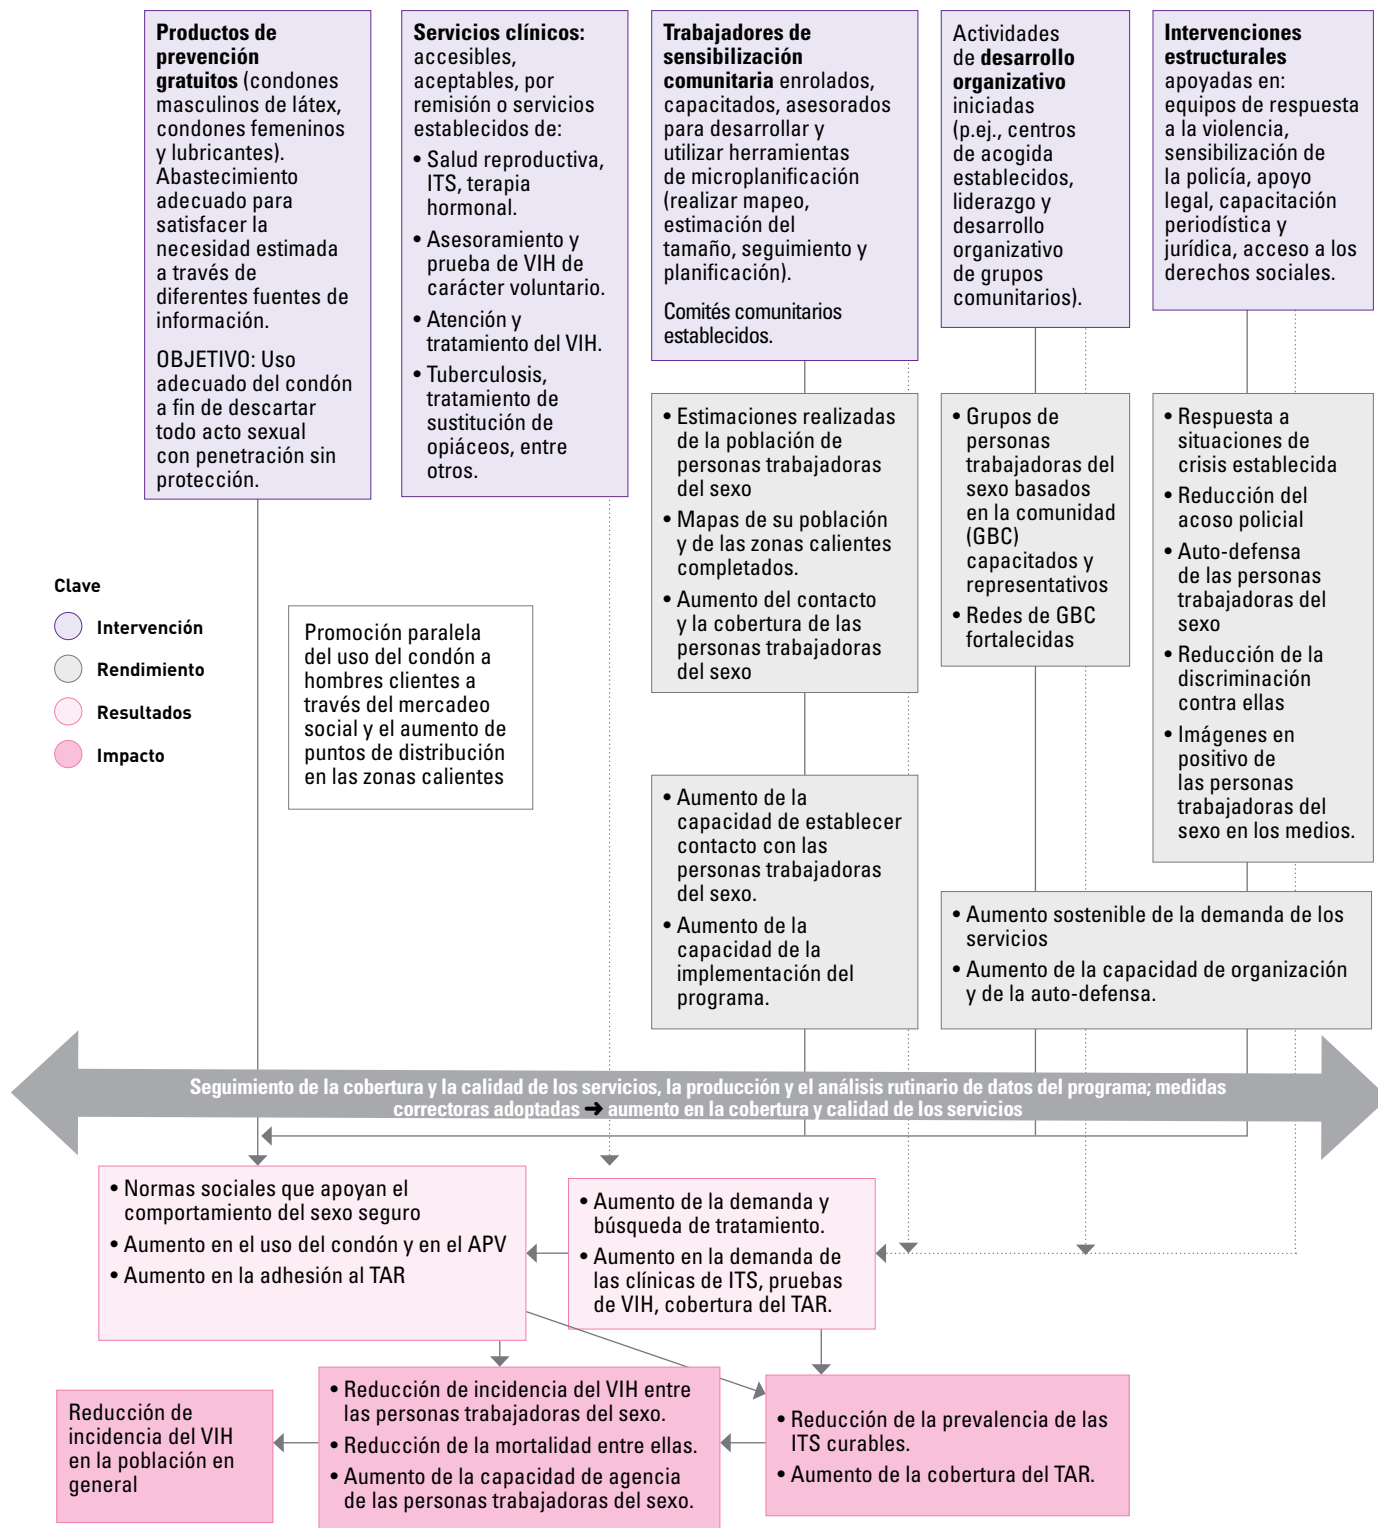 Productos de
prevención
gratuitos (condones
masculinos de látex,
condones femeninos
y lubricantes).
Abastecimiento
adecuado para
satisfacer la
necesidad estimada
a través de
diferentes fuentes de
información.
OBJETIVO: Uso
adecuado del condón
a fin de descartar
todo acto sexual
con penetración sin
protección.
Servicios clínicos:
accesibles,
aceptables, por
remisión o servicios
establecidos de:
• Salud reproductiva,
ITS, terapia
hormonal.
• Asesoramiento y
prueba de VIH de
carácter voluntario.
• Atención y
tratamiento del VIH.
• Tuberculosis,
tratamiento de
sustitución de
opiáceos, entre
otros.
Trabajadores de
sensibilización
comunitaria enrolados,
capacitados, asesorados
para desarrollar y
utilizar herramientas
de microplanificación
(realizar mapeo,
estimación del
tamaño, seguimiento y
planificación).
Comités comunitarios
establecidos.
Actividades
de desarrollo
organizativo
iniciadas
(p.ej., centros
de acogida
establecidos,
liderazgo y
desarrollo
organizativo
de grupos
comunitarios).
Intervenciones
estructurales
apoyadas en:
equipos de respuesta
a la violencia,
sensibilización de
la policía, apoyo
legal, capacitación
periodística y
jurídica, acceso a los
derechos sociales.
• Estimaciones realizadas
de la población de
personas trabajadoras
del sexo
• Mapas de su población
y de las zonas calientes
completados.
• Aumento del contacto
y la cobertura de las
personas trabajadoras
del sexo
• Grupos de
personas
trabajadoras del
sexo basados
en la comunidad
(GBC)
capacitados y
representativos
• Redes de GBC
fortalecidas
• Respuesta a
situaciones de
crisis establecida
• Reducción del
acoso policial
• Auto-defensa
de las personas
trabajadoras del
sexo
• Reducción de la
discriminación
contra ellas
• Imágenes en
positivo de
las personas
trabajadoras del
sexo en los medios.
Clave
Intervención
Rendimiento
Resultados
Impacto
Promoción paralela
del uso del condón a
hombres clientes a
través del mercadeo
social y el aumento de
puntos de distribución
en las zonas calientes
• Aumento de la
capacidad de establecer
contacto con las
personas trabajadoras
del sexo.
• Aumento de la
capacidad de la
implementación del
programa.
• Aumento sostenible de la demanda de los
servicios
• Aumento de la capacidad de organización
y de la auto-defensa.
Seguimiento de la cobertura y la calidad de los servicios, la producción y el análisis rutinario de datos del programa; medidas
correctoras adoptadas ➜ aumento en la cobertura y calidad de los servicios
• Normas sociales que apoyan el
comportamiento del sexo seguro
• Aumento en el uso del condón y en el APV
• Aumento en la adhesión al TAR
• Aumento de la demanda y
búsqueda de tratamiento.
• Aumento en la demanda de
las clínicas de ITS, pruebas
de VIH, cobertura del TAR.
Reducción de
incidencia del VIH
en la población en
general
• Reducción de incidencia del VIH entre
las personas trabajadoras del sexo.
• Reducción de la mortalidad entre ellas.
• Aumento de la capacidad de agencia
de las personas trabajadoras del sexo.
• Reducción de la prevalencia de las
ITS curables.
• Aumento de la cobertura del TAR.